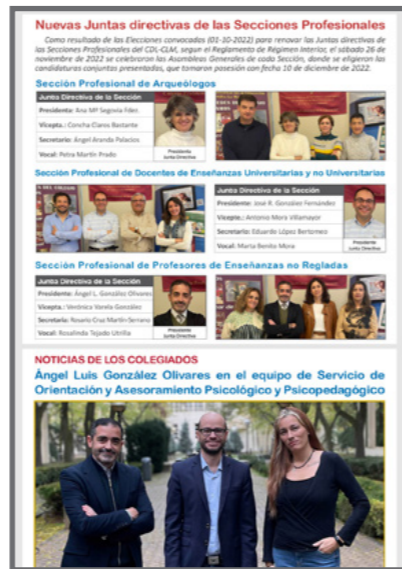 Nuevas Juntas directivas de las Secciones Profesionales
Como resultado de las Elecciones convocadas (01-10-2022) para renovar las Juntas directivas de
las Secciones Profesionales del CDL-CLM, segun el Reglamento de Régimen Interior, el sábado 26 de
noviembre de 2022 se celebraron las Asambleas Generales de cada Sección, donde se eligieron las
candidaturas conjuntas presentadas, que tomaron posesión con fecha 10 de diciembre de 2022.
Sección Profesional de Arqueólogos
Junta Directiva de la Sección
Presidenta: Ana Mª Segovia Fdez
Vicepta.: Concha Claros Bastante
Secretario: Ángel Aranda Palacios
Vocal: Petra Martín Prado
Presidenta
Junta Directiva
Sección Profesional de Docentes de Enseñanzas Universitarias y no Universitarias
Junta Directiva de la Sección
Presidente: José R. González Fernández
Vicepte.: Antonio Mora Villamayor
Secretario: Eduardo López Bertomeo
Vocal: Marta Benito Mora
Presidente
Junta Directiva
Sección Profesional de Profesores de Enseñanzas no Regladas
Junta Directiva de la Sección
Presidente: Ángel L. González Olivares
Vicepta.: Verónica Varela González
Secretaria: Rosario Cruz Martín-Serrano
Vocal: Rosalinda Tejado Utrilla
Presidente
Junta Directiva
NOTICIAS DE LOS COLEGIADOS
Ángel Luis González Olivares en el equipo de Servicio de
Orientación y Asesoramiento Psicológico y Psicopedagógico